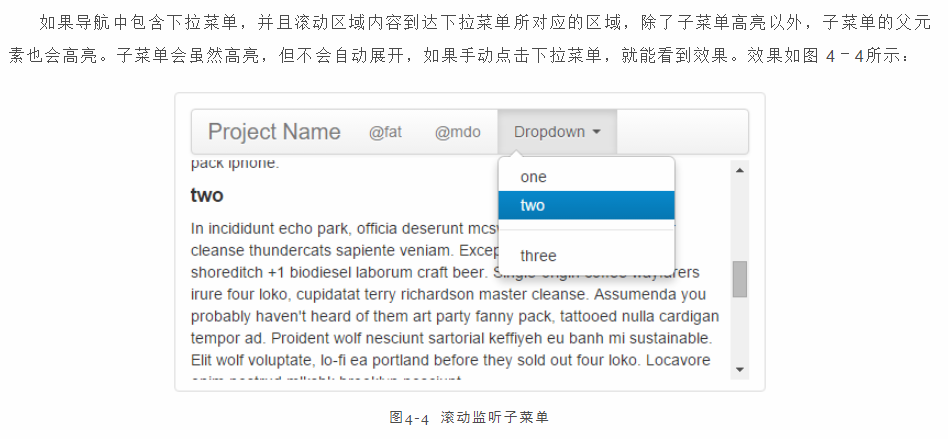 如果导航中包含下拉菜单，并且滚动区域内容到达下拉菜单所对应的区域，除了子菜单高亮以外，子菜单的父元
素也会高亮。子菜单会虽然高亮，但不会自动展开，如果手动点击下拉菜单，就能看到效果。效果如图 4-4所示：
Project Name @fat @mdo Dropdown
pack iphone.
one
two
three
two
In incididunt echo park, officia deserunt mcs
cleanse thundercats sapiente veniam. Excep
shoreditch +1 biodiesel laborum craft beer. Single-origin coffee wayfarers
irure four loko, cupidatat terry richardson master cleanse. Assumenda you
probably haven't heard of them art party fanny pack, tattooed nulla cardigan
tempor ad. Proident wolf nesciunt sartorial keffiyeh eu banh mi sustainable.
Elit wolf voluptate, lo-fi ea portland before they sold out four loko. Locavore
图4-4 滚动监听子菜单